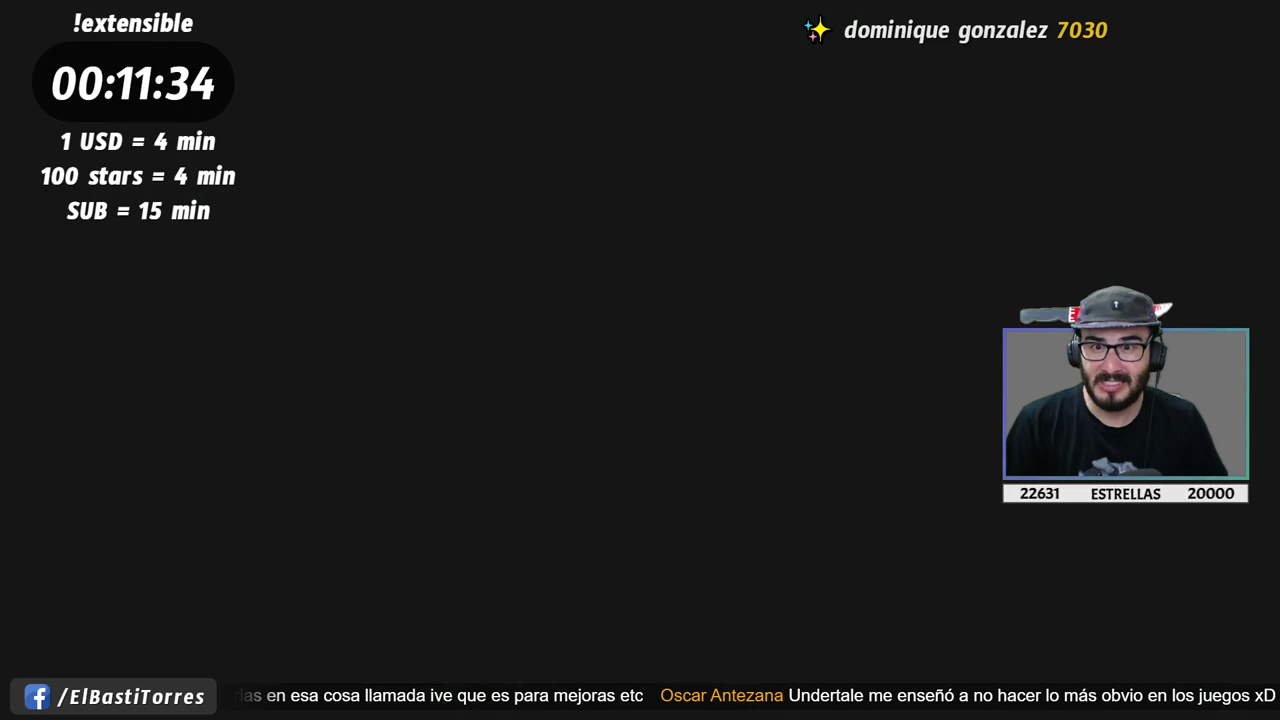 !extensible
00:11:34
1 USD = 4 min
100 stars = 4 min
SUB = 15 min
dominique gonzalez 7030
22631 ESTRELLAS 20000
/ElBastiTorres
en esa cosa llamada ive que es para mejoras etc Oscar Antezana Undertale me enseñó a no hacer lo más obvio en los juegos xD